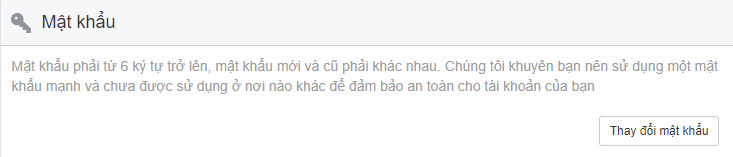 Mật khẩu
Mật khẩu phải từ 6 ký tự trở lên, mật khẩu mới và cũ phải khác nhau. Chúng tôi khuyên bạn nên sử dụng một mật
khẩu mạnh và chưa được sử dụng ở nơi nào khác để đảm bảo an toàn cho tài khoản của bạn
Thay đổi mật khẩu